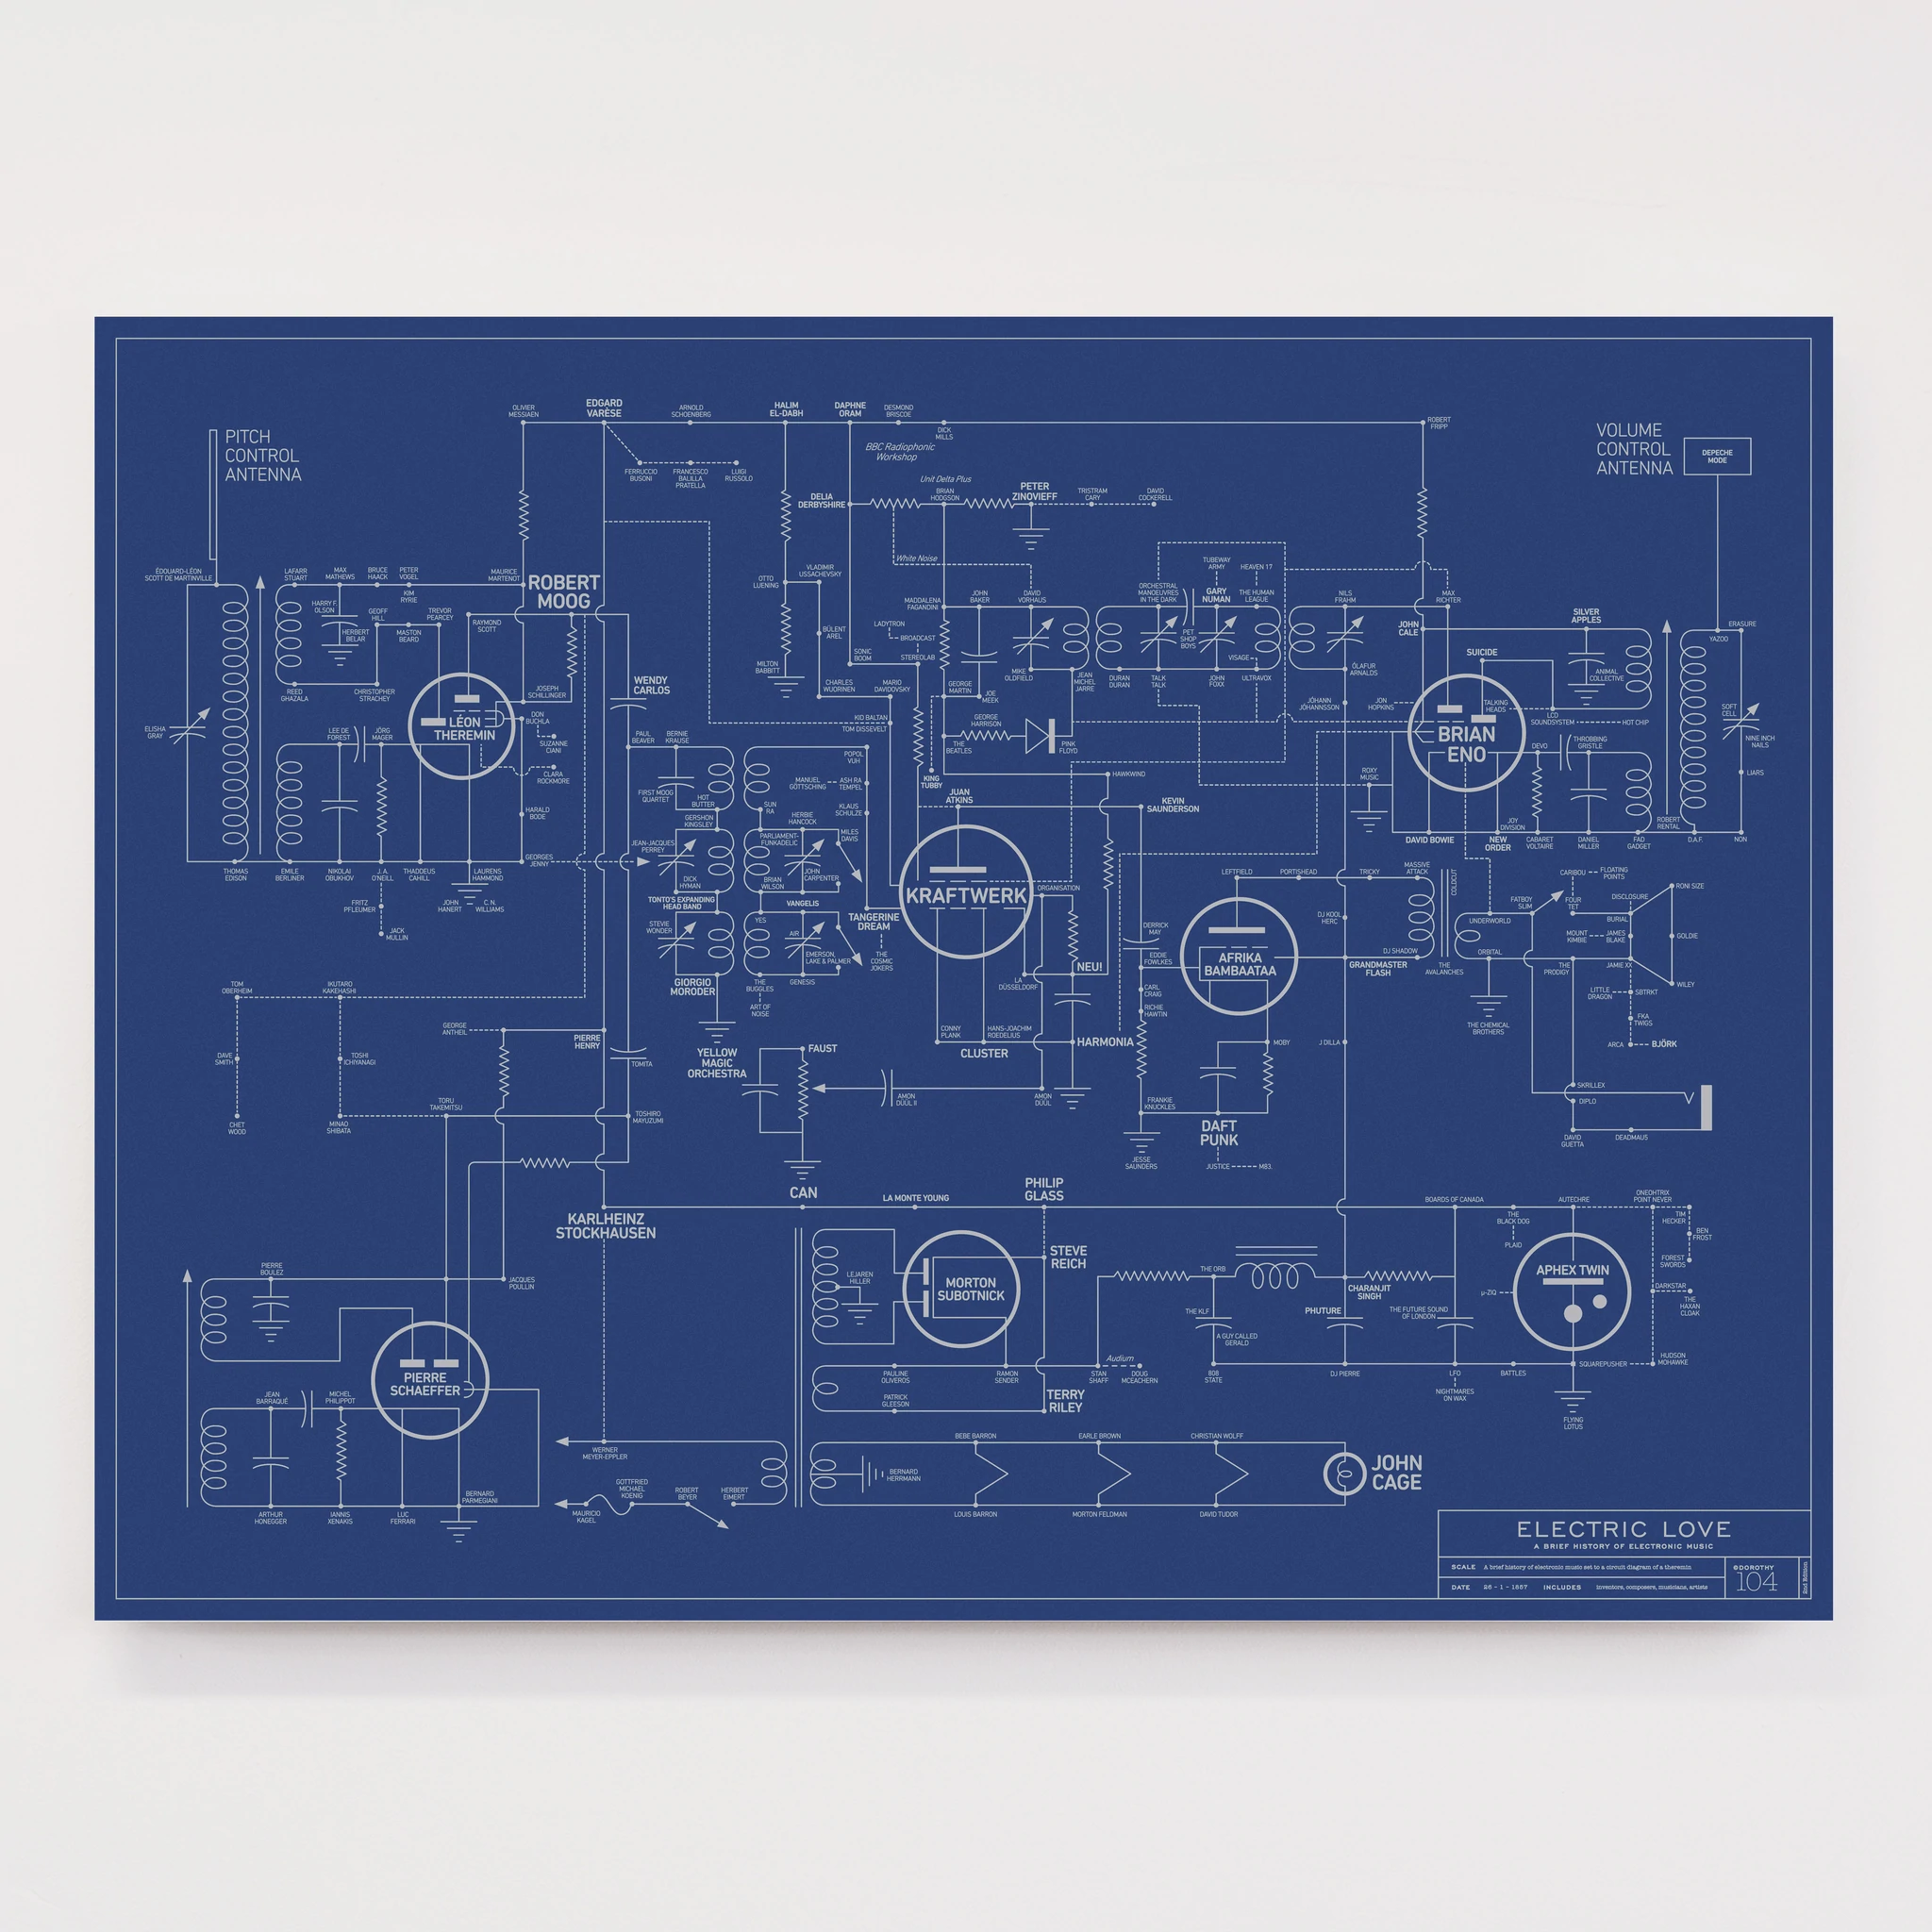 PITCH
CONTROL
ANTENNA
OLIVIER
MESSIAEN
EDGARD
VARÈSE
ARNOLD
SCHOENBERG
HALIM
EL-DABH
DAPHNE
ORAM
DESMOND
BRISCOE
DICK
MILLS
BBC Radiophonic
Workshop
ROBERT
FRIPP
VOLUME
CONTROL
ANTENNA
DEPECHE
MODE
FERRUCCIO
BUSONI
FRANCESCO
BALILLA
PRATELLA
LUIGI
RUSSOLO
Unit Delta Plus
DELIA
DERBYSHIRE
BRIAN
HODGSON
PETER
ZINOVIEFF
TRISTRAM
CARY
DAVID
COCKERELL
White Noise
ÉDOUARD-LÉON
SCOTT DE MARTINVILLE
LAFARR
STUART
MAX
MATHEWS
BRUCE
HAACK
PETER
VOGEL
KIM
RYRIE
MAURICE
MARTENOT
ROBERT
MOOG
RAYMOND
SCOTT
HARRY F.
OLSON
HERBERT
BELAR
GEOFF
HILL
MASTON
BEARD
TREVOR
PEARCEY
REED
GHAZALA
CHRISTOPHER
STRACHEY
LÉON
THEREMIN
JOSEPH
SCHILLINGER
DON
BUCHLA
SUZANNE
CIANI
CLARA
ROCKMORE
HARALD
BODE
GEORGES
JENNY
ELISHA
GRAY
LEE DE
FOREST
JÖRG
MAGER
THOMAS
EDISON
EMILE
BERLINER
NIKOLAI
OBUKHOV
J. A.
O'NEILL
THADDEUS
CAHILL
LAURENS
HAMMOND
JOHN
HANERT
C. N.
WILLIAMS
FRITZ
PFLEUMER
JACK
MULLIN
OTTO
LUENING
VLADIMIR
USSACHEVSKY
BÜLENT
AREL
MILTON
BABBITT
CHARLES
WUORINEN
SONIC
BOOM
LADYTRON
BROADCAST
STEREOLAB
MARIO
DAVIDOVSKY
KID BALTAN
TOM DISSEVELT
MADDALENA
FAGANDINI
JOHN
BAKER
DAVID
VORHAUS
GEORGE
MARTIN
JOE
MEEK
MIKE
OLDFIELD
JEAN
MICHEL
JARRE
GEORGE
HARRISON
THE
BEATLES
PINK
FLOYD
HAWKWIND
TUBEWAY
ARMY
HEAVEN 17
ORCHESTRAL
MANOEUVRES
IN THE DARK
GARY
NUMAN
THE HUMAN
LEAGUE
PET
SHOP
BOYS
VISAGE
DURAN
DURAN
TALK
TALK
JOHN
FOXX
ULTRAVOX
NILS
FRAHM
MAX
RICHTER
ÓLAFUR
ARNALDS
JÓHANN
JÓHANNSSON
JOHN
CALE
JON
HOPKINS
SUICIDE
TALKING
HEADS
BRIAN
ENO
SILVER
APPLES
ANIMAL
COLLECTIVE
LCD
SOUNDSYSTEM
HOT CHIP
DEVO
THROBBING
GRISTLE
ROXY
MUSIC
DAVID BOWIE
NEW
ORDER
JOY
DIVISION
CABARET
VOLTAIRE
DANIEL
MILLER
FAD
GADGET
ROBERT
RENTAL
D.A.F.
NON
YAZOO
ERASURE
SOFT
CELL
NINE INCH
NAILS
LIARS
WENDY
CARLOS
PAUL
BEAVER
BERNIE
KRAUSE
FIRST MOOG
QUARTET
HOT
BUTTER
GERSHON
KINGSLEY
JEAN-JACQUES
PERREY
DICK
HYMAN
TONTO'S EXPANDING
HEAD BAND
STEVIE
WONDER
GIORGIO
MORODER
YELLOW
MAGIC
ORCHESTRA
POPOL
VUH
MANUEL
GÖTTSCHING
ASH RA
TEMPEL
KLAUS
SCHULZE
SUN
RA
HERBIE
HANCOCK
PARLIAMENT-
FUNKADELIC
MILES
DAVIS
BRIAN
WILSON
JOHN
CARPENTER
VANGELIS
YES
AIR
EMERSON,
LAKE & PALMER
THE
BUGGLES
GENESIS
ART OF
NOISE
TANGERINE
DREAM
THE
COSMIC
JOKERS
KING
TUBBY
JUAN
ATKINS
KEVIN
SAUNDERSON
KRAFTWERK
ORGANISATION
NEU!
LA
DÜSSELDORF
CONNY
PLANK
HANS-JOACHIM
ROEDELIUS
CLUSTER
HARMONIA
FAUST
AMON
DÜÜL II
AMON
DÜÜL
CAN
DERRICK
MAY
EDDIE
FOWLKES
CARL
CRAIG
RICHIE
HAWTIN
FRANKIE
KNUCKLES
JESSE
SAUNDERS
LEFTFIELD
PORTISHEAD
TRICKY
MASSIVE
ATTACK
COLDCUT
AFRIKA
BAMBAATAA
DJ KOOL
HERC
GRANDMASTER
FLASH
DJ SHADOW
THE
AVALANCHES
MOBY
J DILLA
DAFT
PUNK
JUSTICE
M83.
UNDERWORLD
ORBITAL
THE CHEMICAL
BROTHERS
FATBOY
SLIM
CARIBOU
FLOATING
POINTS
FOUR
TET
DISCLOSURE
BURIAL
RONI SIZE
MOUNT
KIMBIE
JAMES
BLAKE
GOLDIE
THE
PRODIGY
JAMIE XX
WILEY
LITTLE
DRAGON
SBTRKT
FKA
TWIGS
ARCA
BJÖRK
SKRILLEX
DIPLO
DAVID
GUETTA
DEADMAUS
TOM
OBERHEIM
IKUTARO
KAKEHASHI
DAVE
SMITH
TOSHI
ICHIYANAGI
CHET
WOOD
MINAO
SHIBATA
GEORGE
ANTHEIL
PIERRE
HENRY
TOMITA
TORU
TAKEMITSU
TOSHIRO
MAYUZUMI
KARLHEINZ
STOCKHAUSEN
LA MONTE YOUNG
PHILIP
GLASS
STEVE
REICH
LEJAREN
HILLER
MORTON
SUBOTNICK
PAULINE
OLIVEROS
RAMON
SENDER
STAN
SHAFF
Audium
DOUG
MCEACHERN
PATRICK
GLEESON
TERRY
RILEY
THE ORB
THE KLF
A GUY CALLED
GERALD
808
STATE
PHUTURE
CHARANJIT
SINGH
DJ PIERRE
THE FUTURE SOUND
OF LONDON
LFO
NIGHTMARES
ON WAX
BATTLES
BOARDS OF CANADA
THE
BLACK DOG
PLAID
AUTECHRE
µ-ZIQ
APHEX TWIN
SQUAREPUSHER
FLYING
LOTUS
ONEOHTRIX
POINT NEVER
TIM
HECKER
BEN
FROST
FOREST
SWORDS
DARKSTAR
THE
HAXAN
CLOAK
HUDSON
MOHAWKE
PIERRE
BOULEZ
JACQUES
POULLIN
PIERRE
SCHAEFFER
JEAN
BARRAQUÉ
MICHEL
PHILIPPOT
ARTHUR
HONEGGER
IANNIS
XENAKIS
LUC
FERRARI
BERNARD
PARMEGIANI
WERNER
MEYER-EPPLER
MAURICIO
KAGEL
GOTTFRIED
MICHAEL
KOENIG
ROBERT
BEYER
HERBERT
EIMERT
BERNARD
HERRMANN
BEBE BARRON
EARLE BROWN
CHRISTIAN WOLFF
LOUIS BARRON
MORTON FELDMAN
DAVID TUDOR
JOHN
CAGE
ELECTRIC LOVE
A BRIEF HISTORY OF ELECTRONIC MUSIC
SCALE A brief history of electronic music set to a circuit diagram of a theremin
DATE 26 - 1 - 1857 INCLUDES inventors, composers, musicians, artists
©DOROTHY
104
2nd Edition